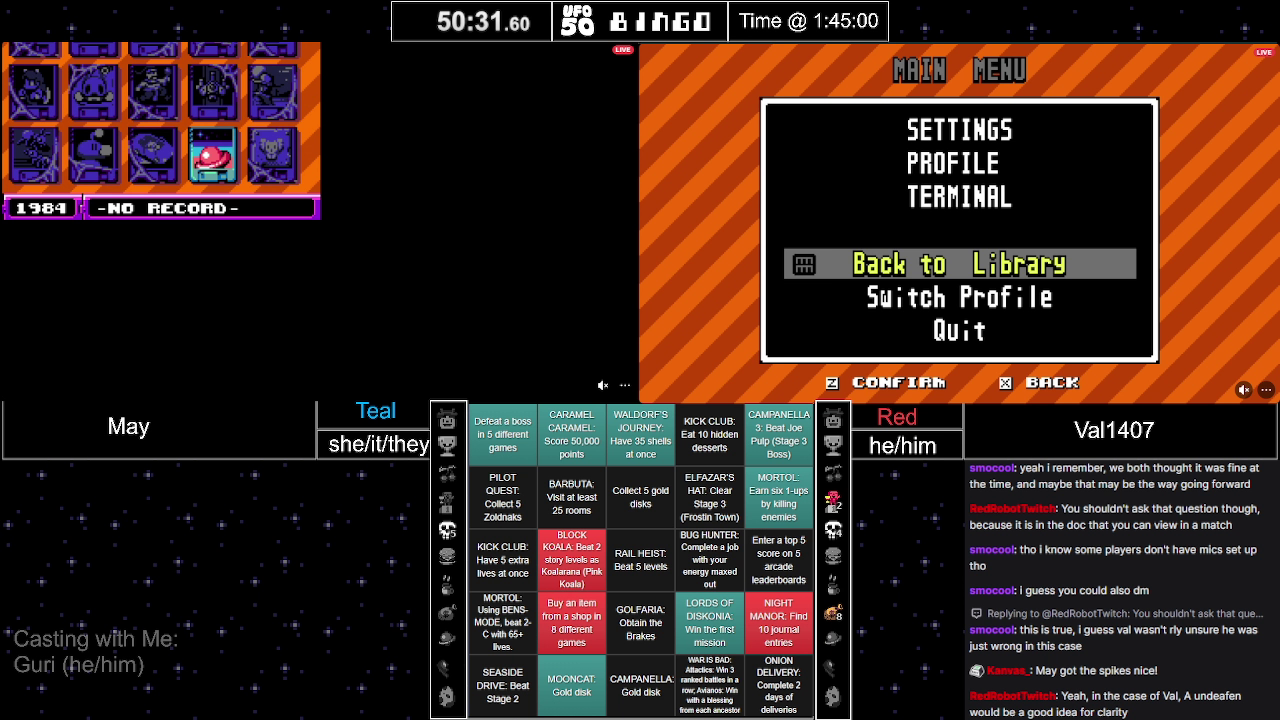 50:31.60
UFO 50
BINGO
Time @ 1:45:00
LIVE
1984
-NO RECORD-
LIVE
MAIN MENU
SETTINGS
PROFILE
TERMINAL
Back to Library
Switch Profile
Quit
Z CONFIRM
X BACK
May
Teal
she/it/they
Red
he/him
Val1407
Casting with Me:
Guri (he/him)
5
2
4
8
Defeat a boss
in 5 different
games
CARAMEL
CARAMEL:
Score 50,000
points
WALDORF'S
JOURNEY:
Have 35 shells
at once
KICK CLUB:
Eat 10 hidden
desserts
CAMPANELLA
3: Beat Joe
Pulp (Stage 3
Boss)
PILOT
QUEST:
Collect 5
Zoldnaks
BARBUTA:
Visit at least
25 rooms
Collect 5 gold
disks
ELFAZAR'S
HAT: Clear
Stage 3
(Frostin Town)
MORTOL:
Earn six 1-ups
by killing
enemies
KICK CLUB:
Have 5 extra
lives at once
BLOCK
KOALA: Beat 2
story levels as
Koalarana (Pink
Koala)
RAIL HEIST:
Beat 5 levels
BUG HUNTER:
Complete a job
with your
energy maxed
out
Enter a top 5
score on 5
arcade
leaderboards
MORTOL:
Using BENS-
MODE, beat 2-
C with 65+
lives.
Buy an item
from a shop in
8 different
games
GOLFARIA:
Obtain the
Brakes
LORDS OF
DISKONIA:
Win the first
mission
NIGHT
MANOR: Find
10 journal
entries
SEASIDE
DRIVE: Beat
Stage 2
MOONCAT:
Gold disk
CAMPANELLA:
Gold disk
WAR IS BAD:
Attactics: Win 3
ranked battles in a
row; Avianos: Win
with a blessing
from each ancestor
ONION
DELIVERY:
Complete 2
days of
deliveries
smocool: yeah i remember, we both thought it was fine at
the time, and maybe that may be the way going forward
RedRobotTwitch: You shouldn't ask that question though,
because it is in the doc that you can view in a match
smocool: tho i know some players don't have mics set up
tho
smocool: i guess you could also dm
Replying to @RedRobotTwitch: You shouldn't ask that que...
smocool: this is true, i guess val wasn't rly unsure he was
just wrong in this case
Kanvas_: May got the spikes nice!
RedRobotTwitch: Yeah, in the case of Val, A undeafen
would be a good idea for clarity